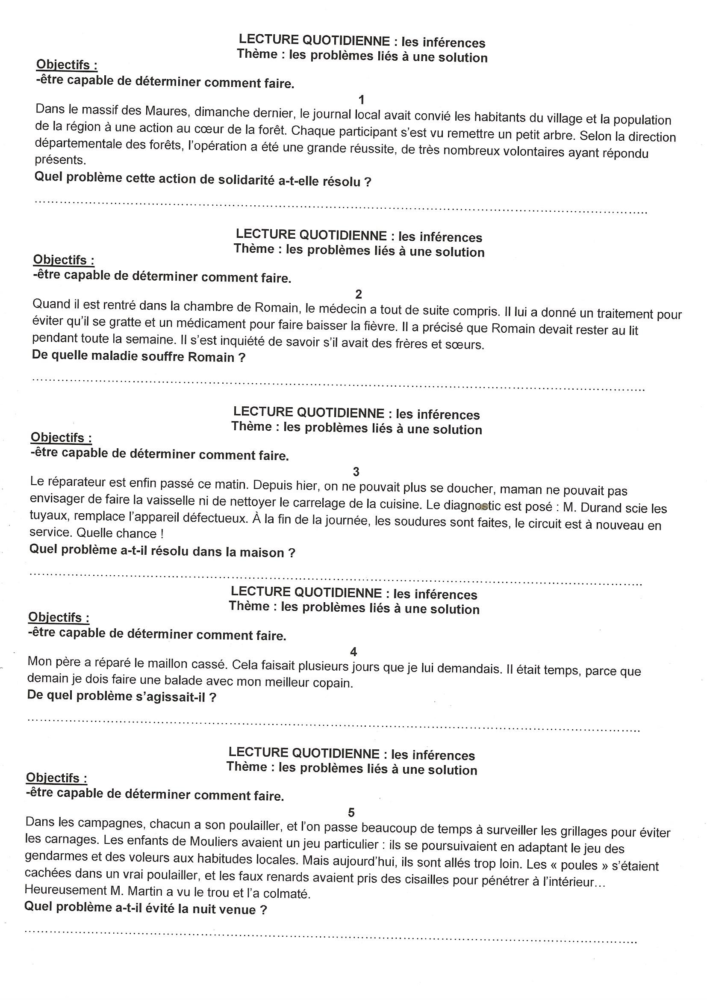 LECTURE QUOTIDIENNE : les inférences
Thème : les problèmes liés à une solution
Objectifs :
-être capable de déterminer comment faire.
1
Dans le massif des Maures, dimanche dernier, le journal local avait convié les habitants du village et la population
de la région à une action au cœur de la forêt. Chaque participant s'est vu remettre un petit arbre. Selon la direction
départementale des forêts, l'opération a été une grande réussite, de très nombreux volontaires ayant répondu
présents.
Quel problème cette action de solidarité a-t-elle résolu ?
................................................................................
LECTURE QUOTIDIENNE : les inférences
Thème : les problèmes liés à une solution
Objectifs :
-être capable de déterminer comment faire.
2
Quand il est rentré dans la chambre de Romain, le médecin a tout de suite compris. Il lui a donné un traitement pour
éviter qu'il se gratte et un médicament pour faire baisser la fièvre. Il a précisé que Romain devait rester au lit
pendant toute la semaine. Il s'est inquiété de savoir s'il avait des frères et sœurs.
De quelle maladie souffre Romain ?
................................................................................
LECTURE QUOTIDIENNE : les inférences
Thème : les problèmes liés à une solution
Objectifs :
-être capable de déterminer comment faire.
3
Le réparateur est enfin passé ce matin. Depuis hier, on ne pouvait plus se doucher, maman ne pouvait pas
envisager de faire la vaisselle ni de nettoyer le carrelage de la cuisine. Le diagnostic est posé : M. Durand scie les
tuyaux, remplace l'appareil défectueux. À la fin de la journée, les soudures sont faites, le circuit est à nouveau en
service. Quelle chance !
Quel problème a-t-il résolu dans la maison ?
................................................................................
LECTURE QUOTIDIENNE : les inférences
Thème : les problèmes liés à une solution
Objectifs :
-être capable de déterminer comment faire.
4
Mon père a réparé le maillon cassé. Cela faisait plusieurs jours que je lui demandais. Il était temps, parce que
demain je dois faire une balade avec mon meilleur copain.
De quel problème s'agissait-il ?
................................................................................
LECTURE QUOTIDIENNE : les inférences
Thème : les problèmes liés à une solution
Objectifs :
-être capable de déterminer comment faire.
5
Dans les campagnes, chacun a son poulailler, et l'on passe beaucoup de temps à surveiller les grillages pour éviter
les carnages. Les enfants de Mouliers avaient un jeu particulier : ils se poursuivaient en adaptant le jeu des
gendarmes et des voleurs aux habitudes locales. Mais aujourd'hui, ils sont allés trop loin. Les « poules » s'étaient
cachées dans un vrai poulailler, et les faux renards avaient pris des cisailles pour pénétrer à l'intérieur...
Heureusement M. Martin a vu le trou et l'a colmaté.
Quel problème a-t-il évité la nuit venue ?
................................................................................